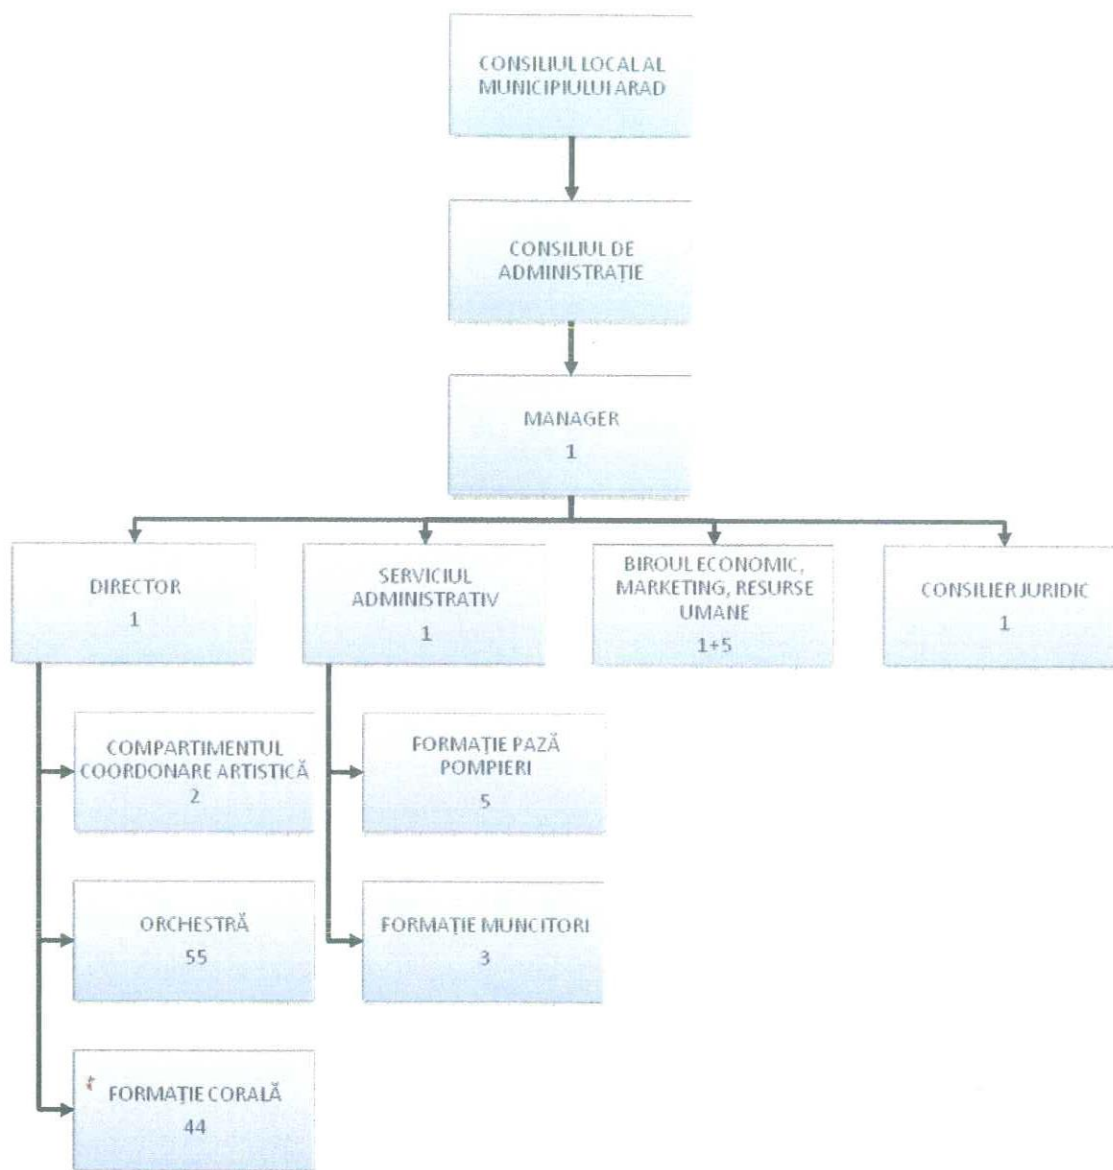 CONSILIUL LOCAL AL
MUNICIPIULUI ARAD
CONSILIUL DE
ADMINISTRAȚIE
MANAGER
1
DIRECTOR
1
SERVICIUL
ADMINISTRATIV
1
BIROUL ECONOMIC,
MARKETING, RESURSE
UMANE
1+5
CONSILIER JURIDIC
1
COMPARTIMENTUL
COORDONARE ARTISTICĂ
2
FORMAȚIE PAZĂ
POMPIERI
5
ORCHESTRĂ
55
FORMAȚIE MUNCITORI
3
FORMAȚIE CORALĂ
44